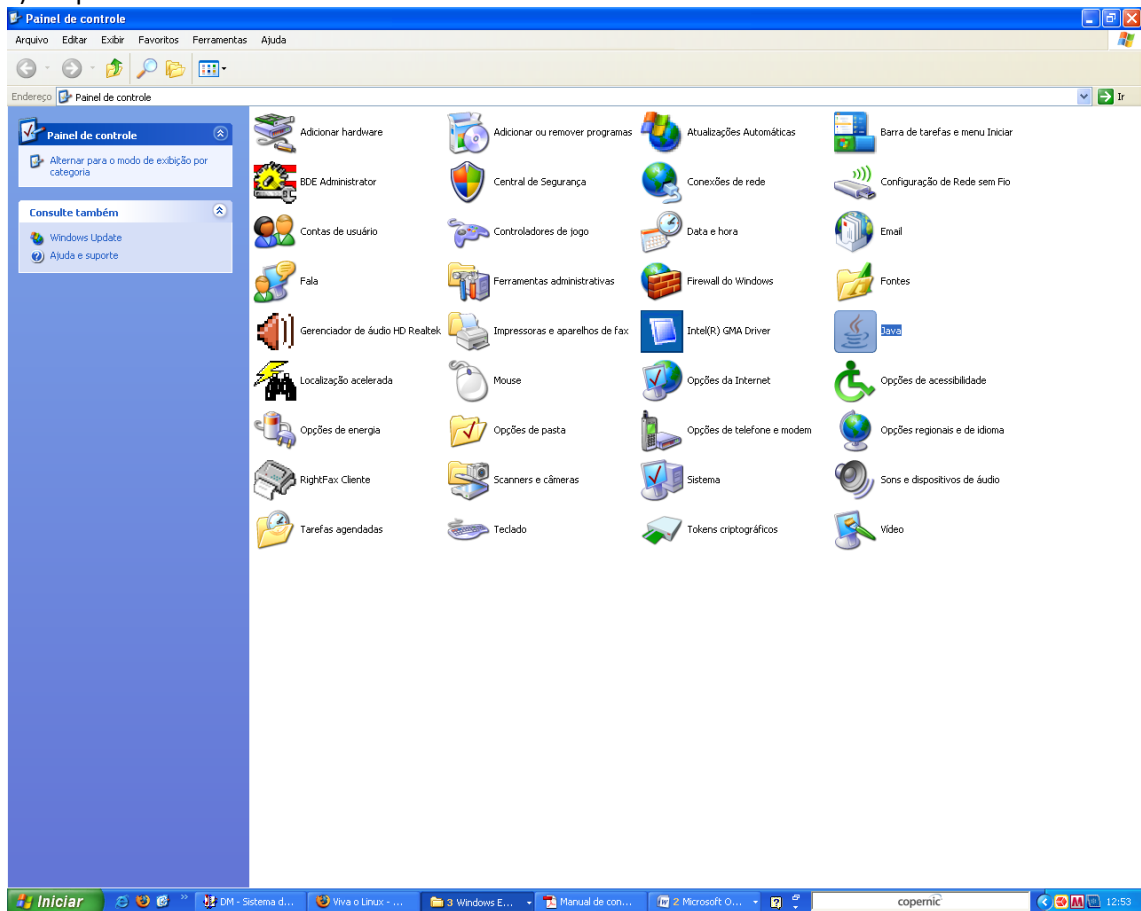 Painel de controle
Arquivo Editar Exibir Favoritos Ferramentas Ajuda
Endereço Painel de controle Ir
Painel de controle
Alternar para o modo de exibição por
categoria
Consulte também
Windows Update
Ajuda e suporte
Adicionar hardware
Adicionar ou remover programas
Atualizações Automáticas
Barra de tarefas e menu Iniciar
BDE Administrator
Central de Segurança
Conexões de rede
Configuração de Rede sem Fio
Contas de usuário
Controladores de jogo
Data e hora
Email
Fala
Ferramentas administrativas
Firewall do Windows
Fontes
Gerenciador de áudio HD Realtek
Impressoras e aparelhos de fax
Intel(R) GMA Driver
Java
Localização acelerada
Mouse
Opções da Internet
Opções de acessibilidade
Opções de energia
Opções de pasta
Opções de telefone e modem
Opções regionais e de idioma
RightFax Cliente
Scanners e câmeras
Sistema
Sons e dispositivos de áudio
Tarefas agendadas
Teclado
Tokens criptográficos
Vídeo
Iniciar
DM - Sistema d...
Viva o Linux - ...
3 Windows E...
Manual de con...
2 Microsoft O...
copernic
12:53